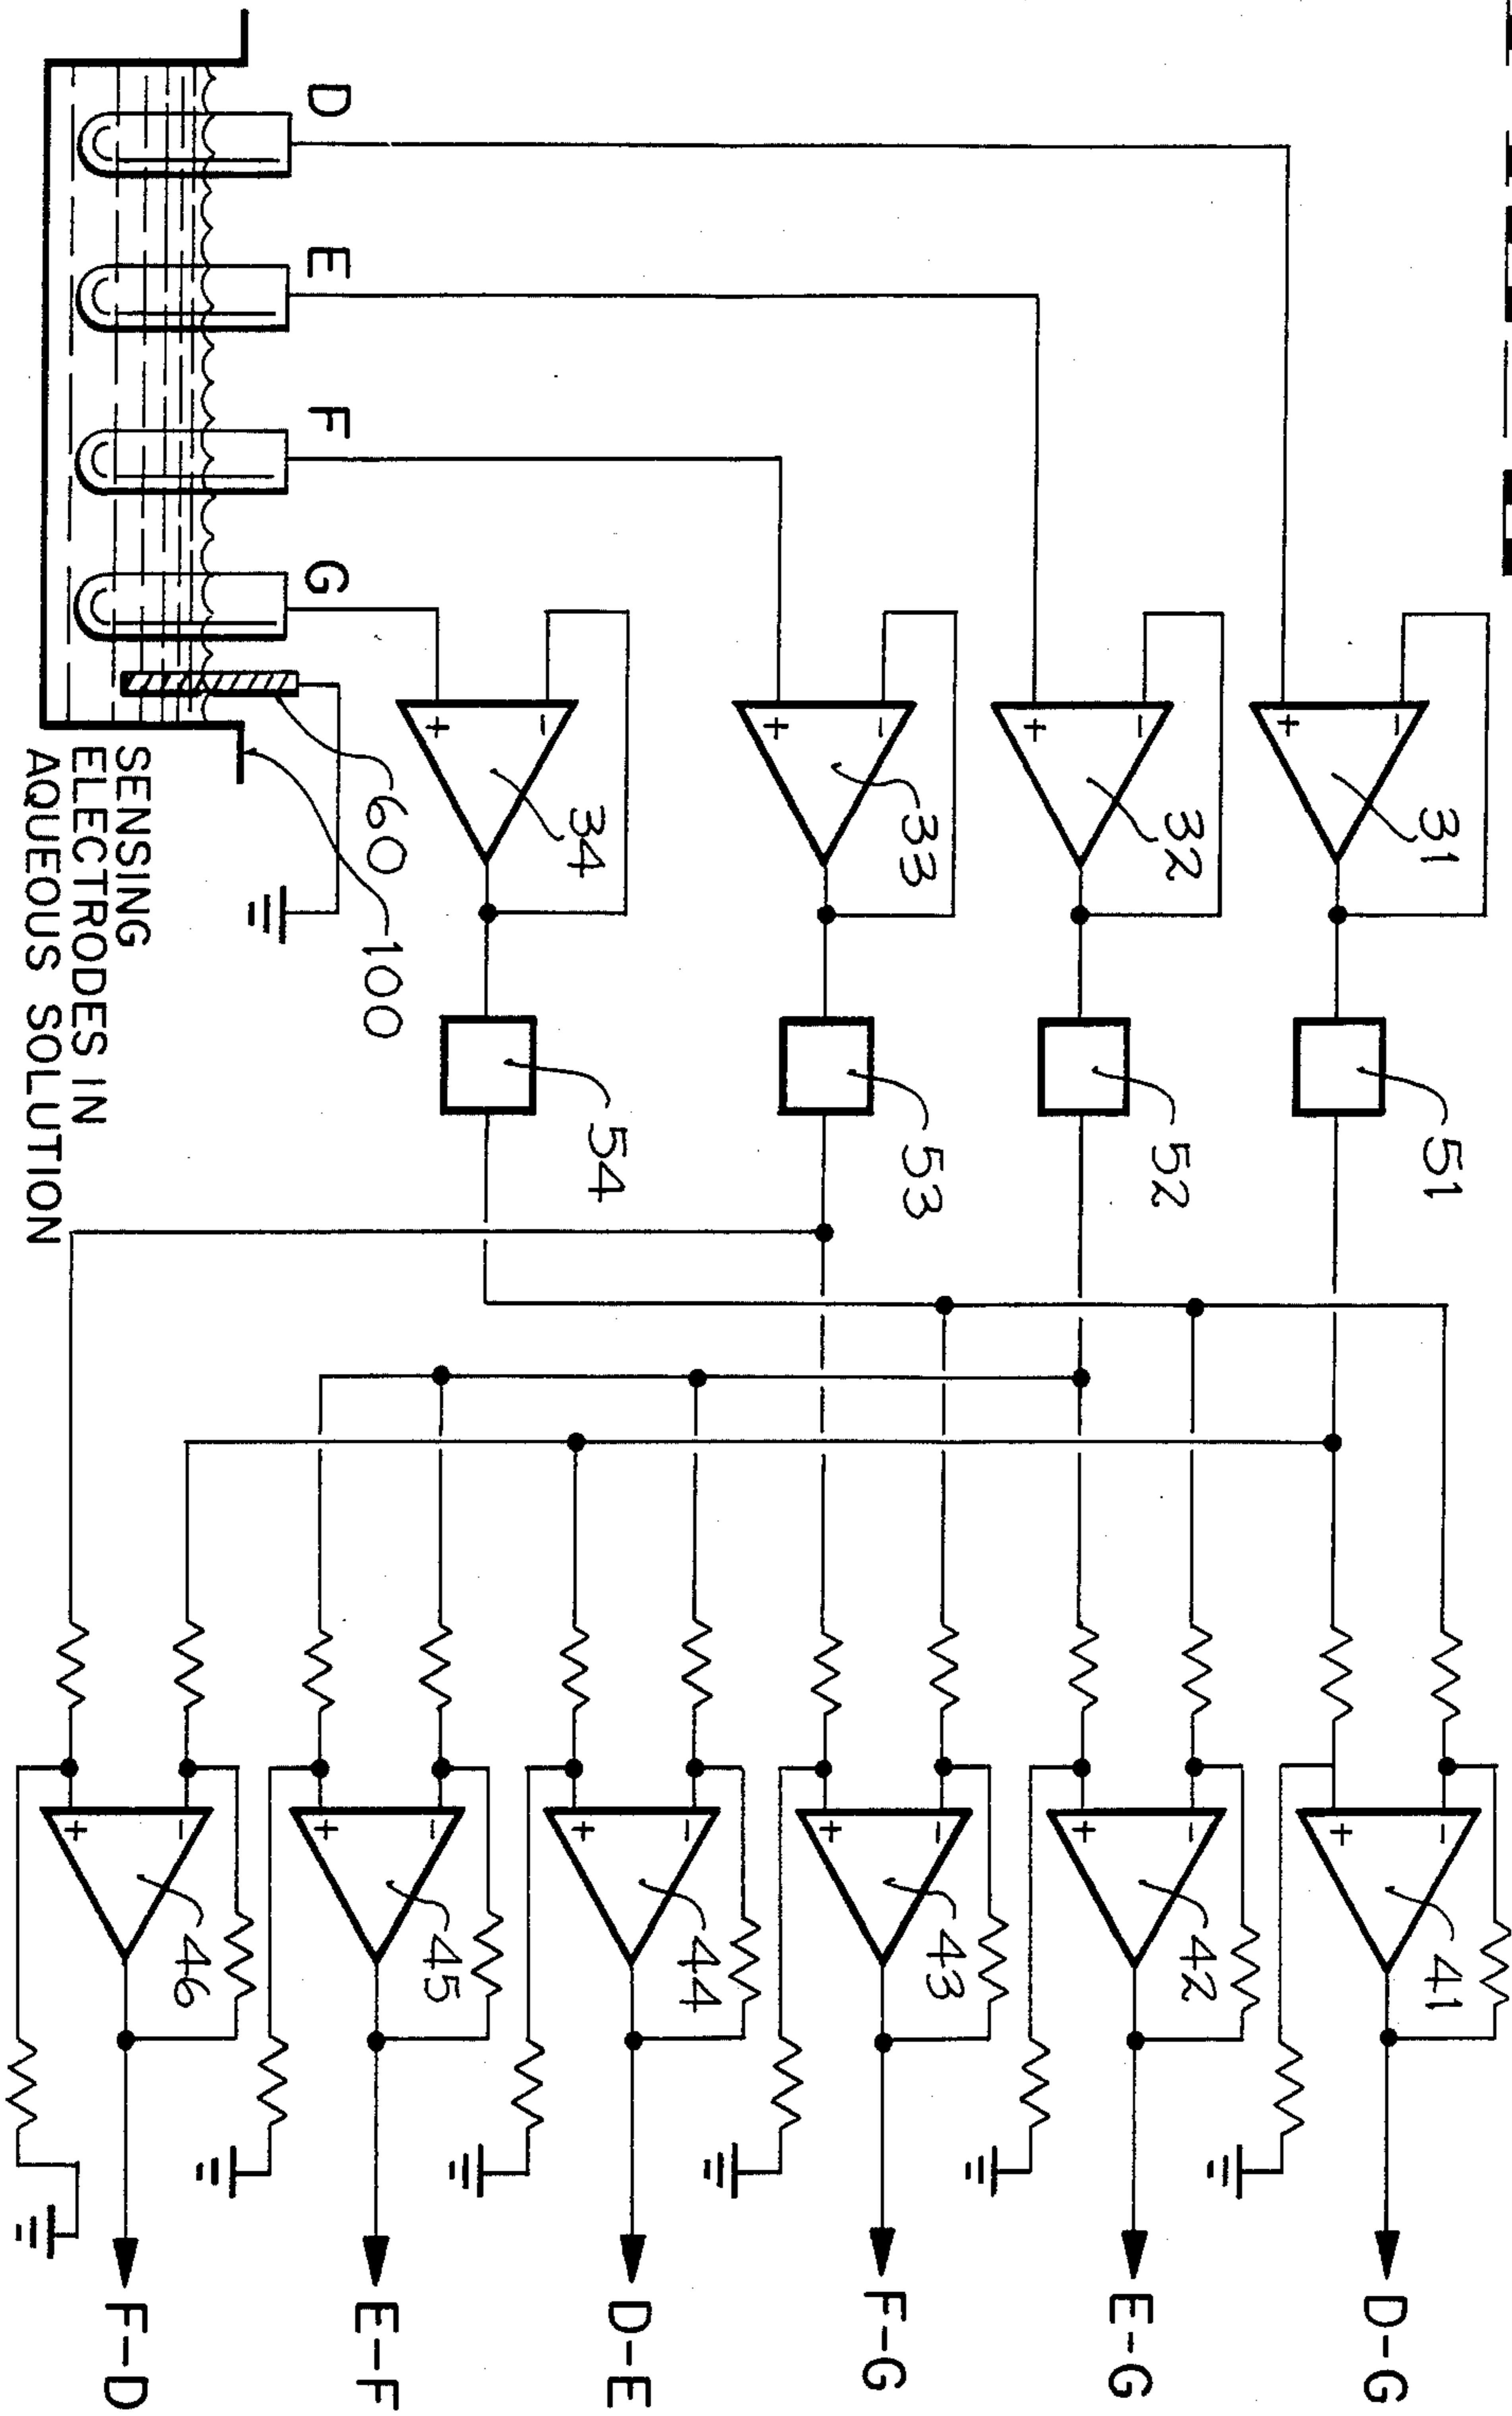 D
E
F
G
31
32
33
34
51
52
53
54
60
100
SENSING
ELECTRODES IN
AQUEOUS SOLUTION
−
+
−
+
−
+
−
+
−
+
−
+
−
+
−
+
−
+
−
+
41
42
43
44
45
46
D-G
E-G
F-G
D-E
E-F
F-D